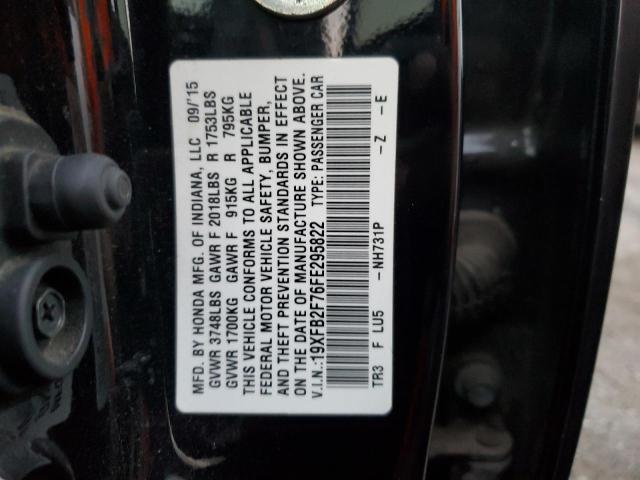 MFD. BY HONDA MFG. OF INDIANA, LLC 09/'15
GVWR 3748LBS GAWR F 2018LBS R 1753LBS
GVWR 1700KG GAWR F 915KG R 795KG
THIS VEHICLE CONFORMS TO ALL APPLICABLE
FEDERAL MOTOR VEHICLE SAFETY, BUMPER,
AND THEFT PREVENTION STANDARDS IN EFFECT
ON THE DATE OF MANUFACTURE SHOWN ABOVE.
V.I.N.: 19XFB2F76FE295822 TYPE: PASSENGER CAR
TR3 F LU5 -NH731P -Z -E